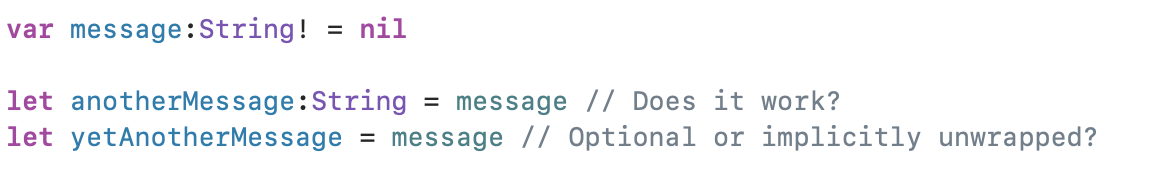 var message:String! = nil
let anotherMessage:String = message // Does it work?
let yetAnotherMessage = message // Optional or implicitly unwrapped?